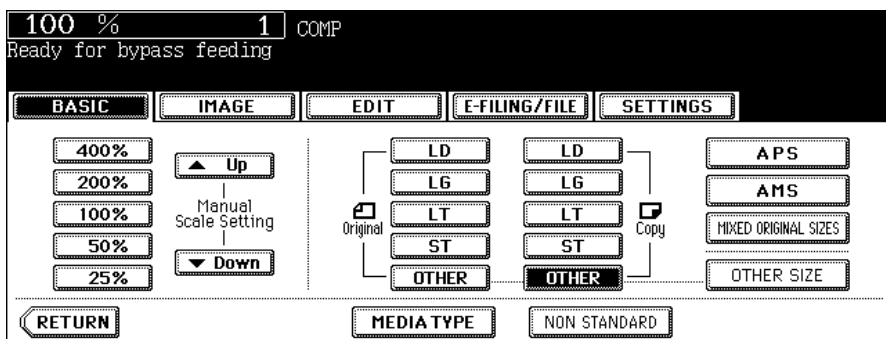 100 % 1 COMP
Ready for bypass feeding
BASIC IMAGE EDIT E-FILING/FILE SETTINGS
400% ▲ Up LD LD APS
200% LG LG AMS
100% Manual Scale Setting Original LT LT Copy MIXED ORIGINAL SIZES
50% ST ST
25% ▼ Down OTHER OTHER OTHER SIZE
RETURN MEDIA TYPE NON STANDARD